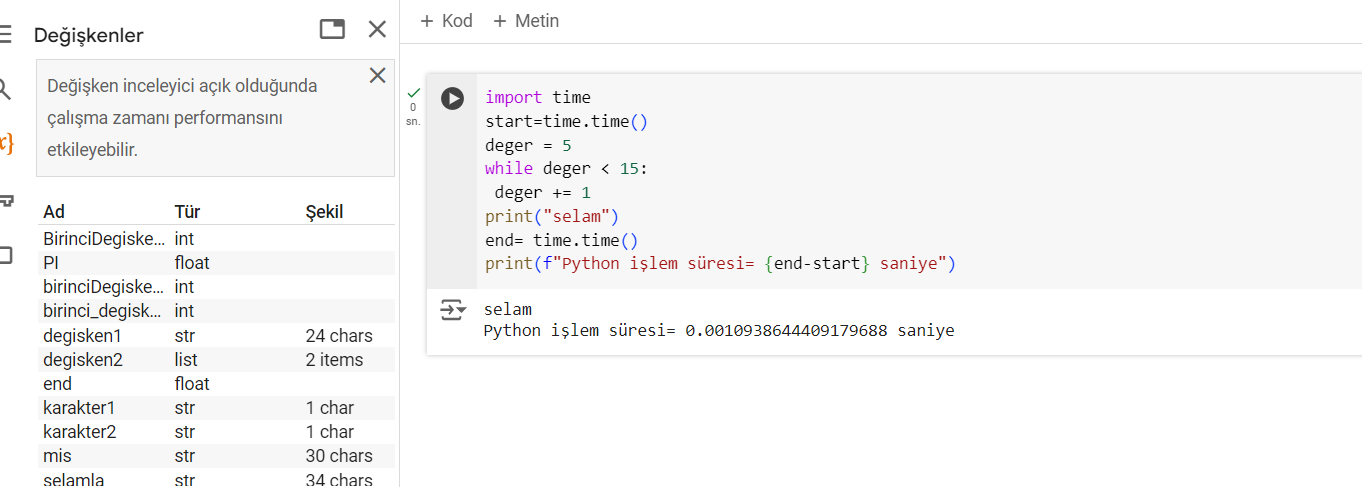 Değişkenler
Değişken inceleyici açık olduğunda
çalışma zamanı performansını
etkileyebilir.
Ad Tür Şekil
BirinciDegiske... int
PI float
birinciDegiske... int
birinci_degisk... int
degisken1 str 24 chars
degisken2 list 2 items
end float
karakter1 str 1 char
karakter2 str 1 char
mis str 30 chars
selamla str 34 chars
+ Kod + Metin
0
sn.
import time
start=time.time()
deger = 5
while deger < 15:
 deger += 1
print("selam")
end= time.time()
print(f"Python işlem süresi= {end-start} saniye")
selam
Python işlem süresi= 0.0010938644409179688 saniye